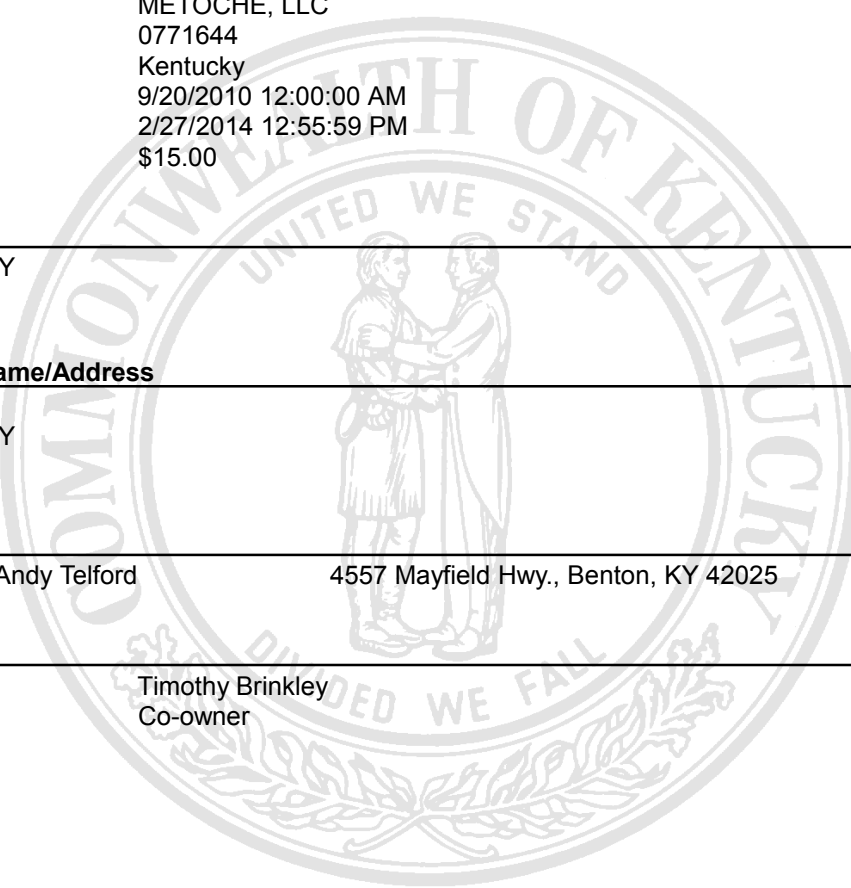 METOCHE, LLC
0771644
Kentucky
9/20/2010 12:00:00 AM
2/27/2014 12:55:59 PM
$15.00
COMMONWEALTH OF KENTUCKY
UNITED WE STAND
Y
ame/Address
Y
Andy Telford 4557 Mayfield Hwy., Benton, KY 42025
Timothy Brinkley
Co-owner
DIVIDED WE FALL